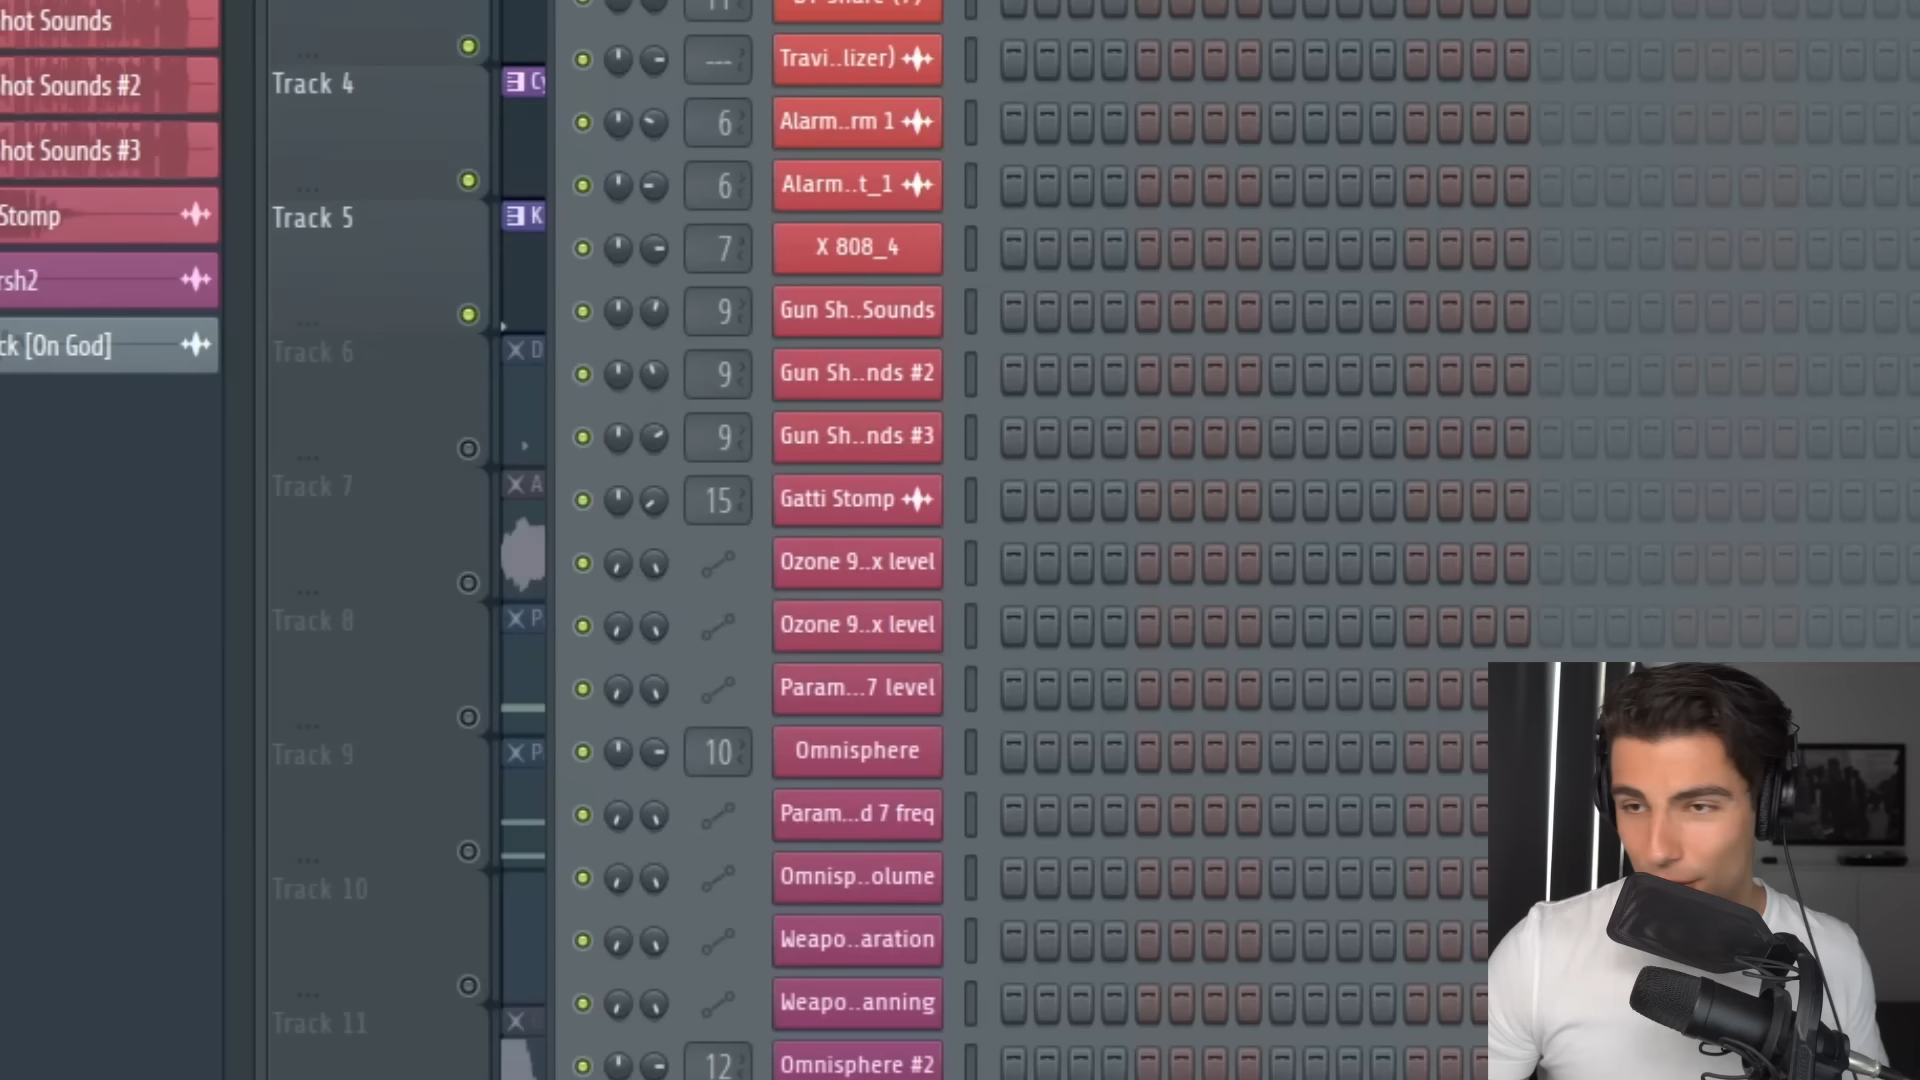 hot Sounds
hot Sounds #2
hot Sounds #3
Stomp
rsh2
ck [On God]
Track 4
Track 5
Track 6
Track 7
Track 8
Track 9
Track 10
Track 11
K
D
A
P
P
---
6
6
7
9
9
9
15
10
12
Travi..lizer)
Alarm..rm 1
Alarm..t_1
X 808_4
Gun Sh..Sounds
Gun Sh..nds #2
Gun Sh..nds #3
Gatti Stomp
Ozone 9..x level
Ozone 9..x level
Param...7 level
Omnisphere
Param...d 7 freq
Omnisp..olume
Weapo..aration
Weapo..anning
Omnisphere #2